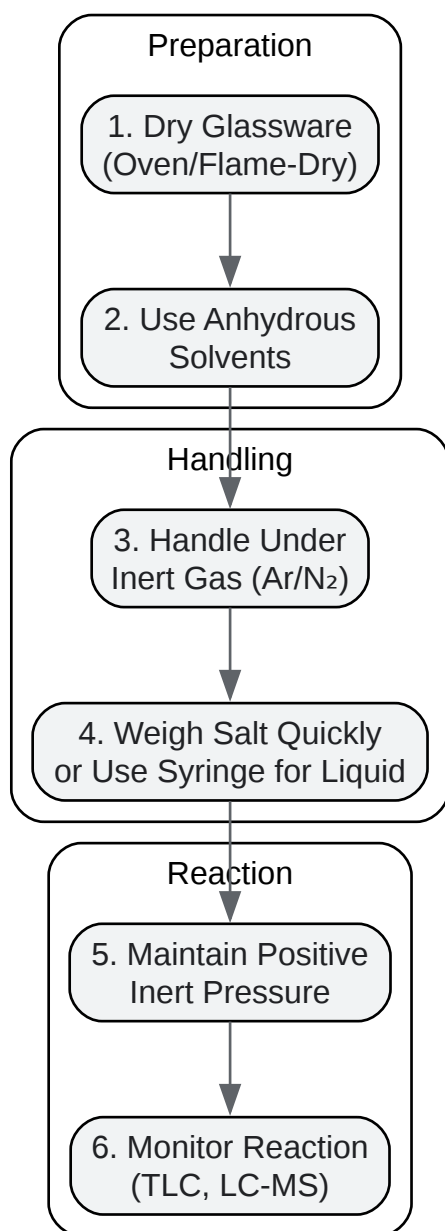 Preparation
1. Dry Glassware
(Oven/Flame-Dry)
2. Use Anhydrous
Solvents
Handling
3. Handle Under
Inert Gas (Ar/N₂)
4. Weigh Salt Quickly
or Use Syringe for Liquid
Reaction
5. Maintain Positive
Inert Pressure
6. Monitor Reaction
(TLC, LC-MS)